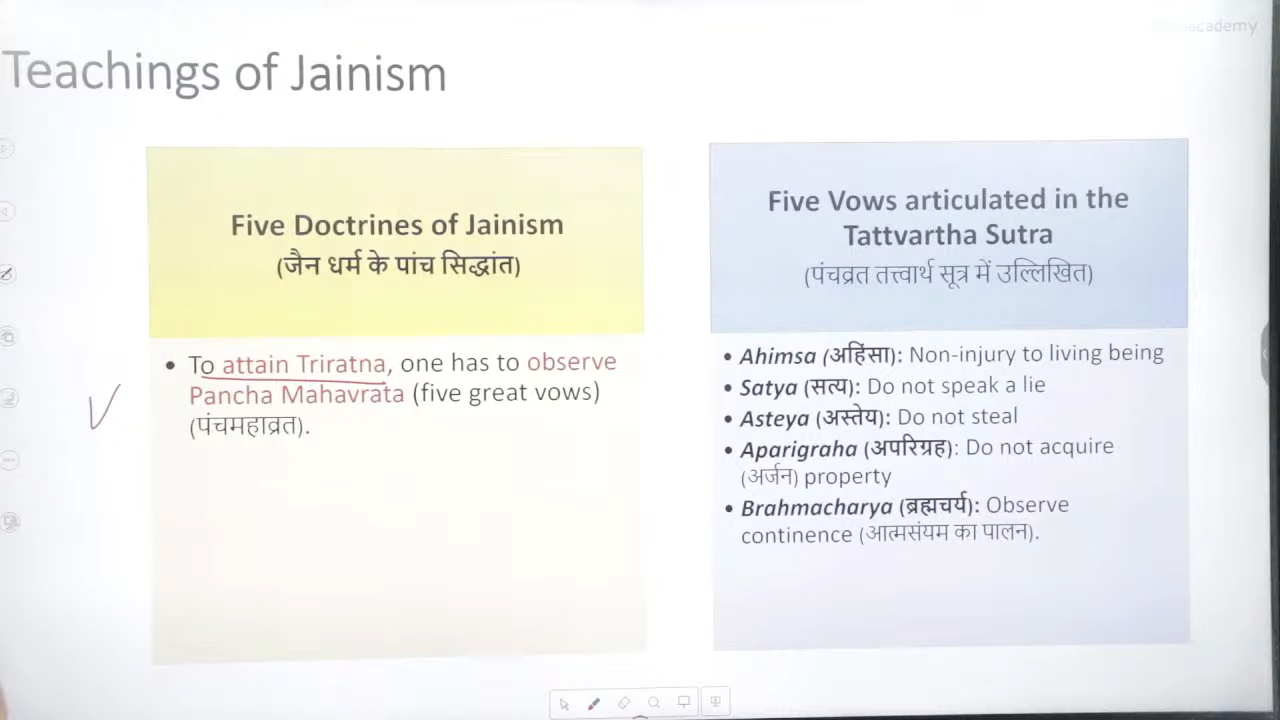 academy
Teachings of Jainism
Five Doctrines of Jainism
(जैन धर्म के पांच सिद्धांत)
• To attain Triratna, one has to observe
Pancha Mahavrata (five great vows)
(पंचमहाव्रत).
Five Vows articulated in the
Tattvartha Sutra
(पंचव्रत तत्त्वार्थ सूत्र में उल्लिखित)
• Ahimsa (अहिंसा): Non-injury to living being
• Satya (सत्य): Do not speak a lie
• Asteya (अस्तेय): Do not steal
• Aparigraha (अपरिग्रह): Do not acquire
(अर्जन) property
• Brahmacharya (ब्रह्मचर्य): Observe
continence (आत्मसंयम का पालन).